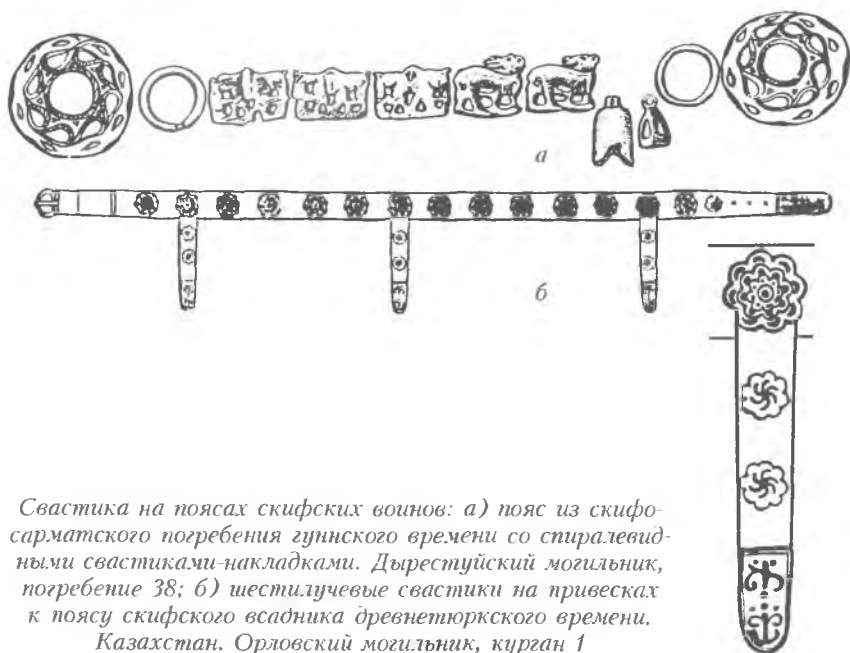 а
б
Свастика на поясах скифских воинов: а) пояс из скифо-
сарматского погребения гуннского времени со спиралевид-
ными свастиками-накладками. Дырестуйский могильник,
погребение 38; б) шестилучевые свастики на привесках
к поясу скифского всадника древнетюркского времени.
Казахстан. Орловский могильник, курган 1